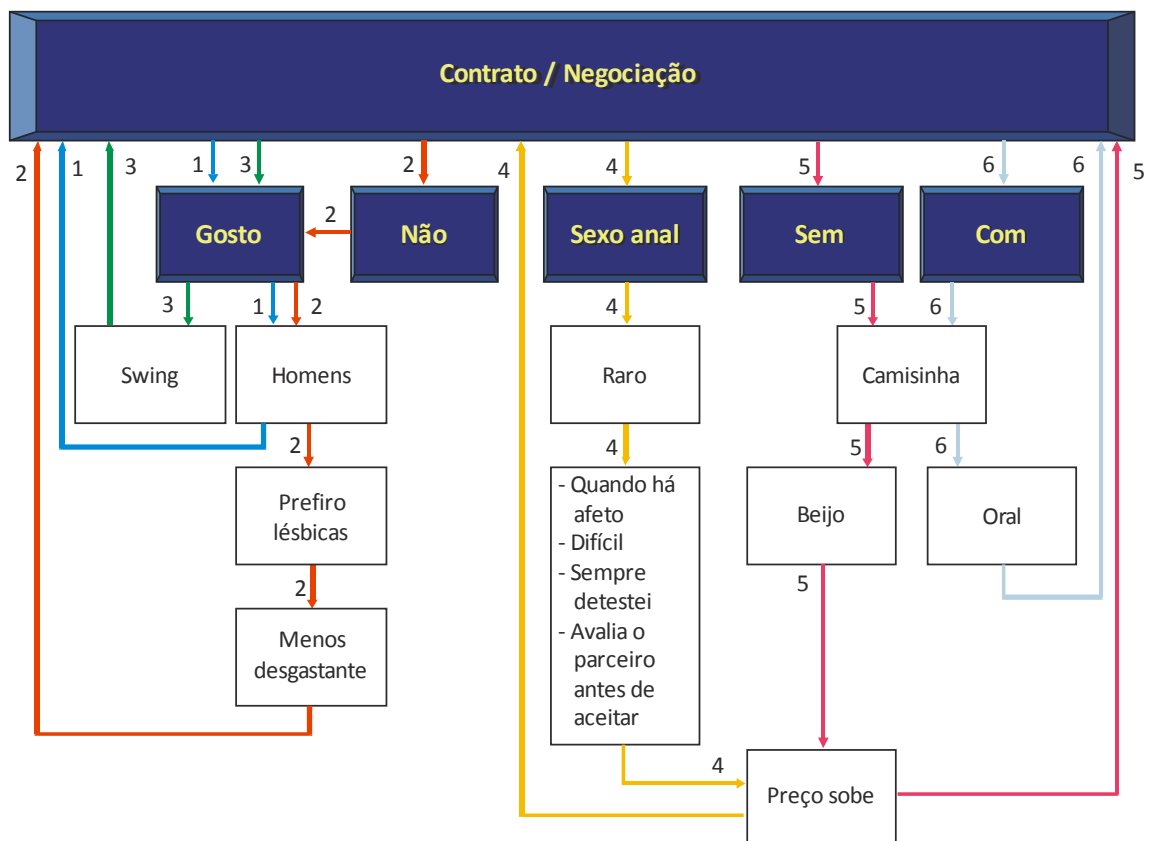 Contrato / Negociação
2
1
3
1
3
2
4
4
5
6
6
5
Gosto
2
Não
Sexo anal
Sem
Com
3
1
2
4
5
6
Swing
Homens
Raro
Camisinha
2
4
5
6
Prefiro
lésbicas
- Quando há
afeto
- Difícil
- Sempre
detestei
- Avalia o
parceiro
antes de
aceitar
Beijo
Oral
2
5
Menos
desgastante
4
Preço sobe